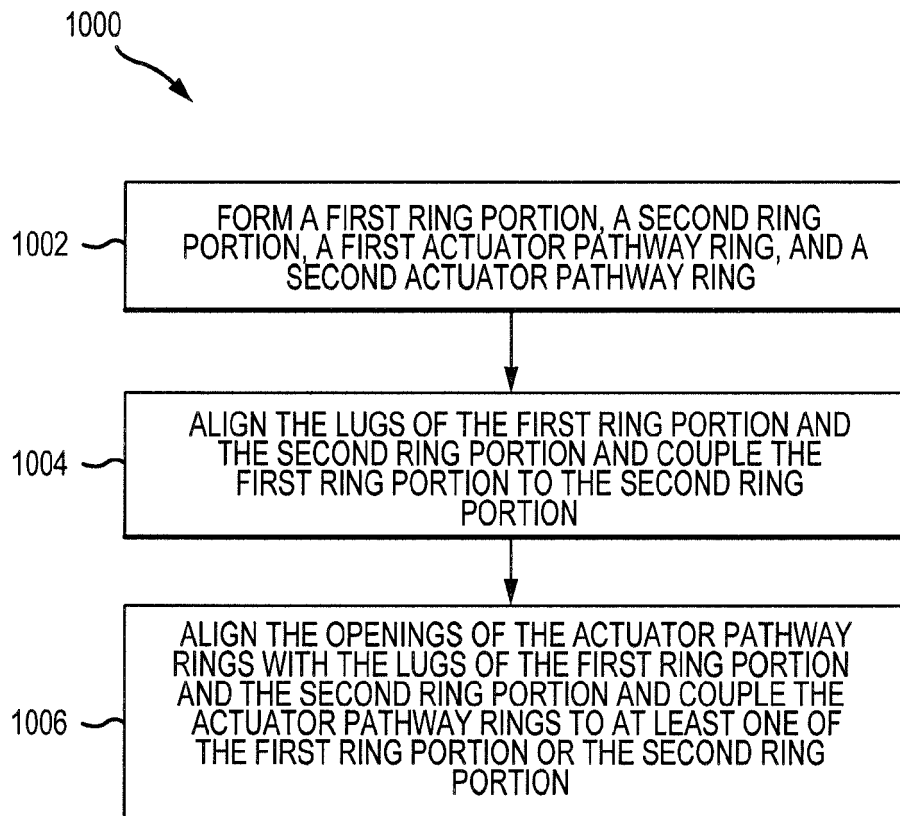 1000
1002
FORM A FIRST RING PORTION, A SECOND RING
PORTION, A FIRST ACTUATOR PATHWAY RING, AND A
SECOND ACTUATOR PATHWAY RING
1004
ALIGN THE LUGS OF THE FIRST RING PORTION AND
THE SECOND RING PORTION AND COUPLE THE
FIRST RING PORTION TO THE SECOND RING
PORTION
1006
ALIGN THE OPENINGS OF THE ACTUATOR PATHWAY
RINGS WITH THE LUGS OF THE FIRST RING PORTION
AND THE SECOND RING PORTION AND COUPLE THE
ACTUATOR PATHWAY RINGS TO AT LEAST ONE OF
THE FIRST RING PORTION OR THE SECOND RING
PORTION